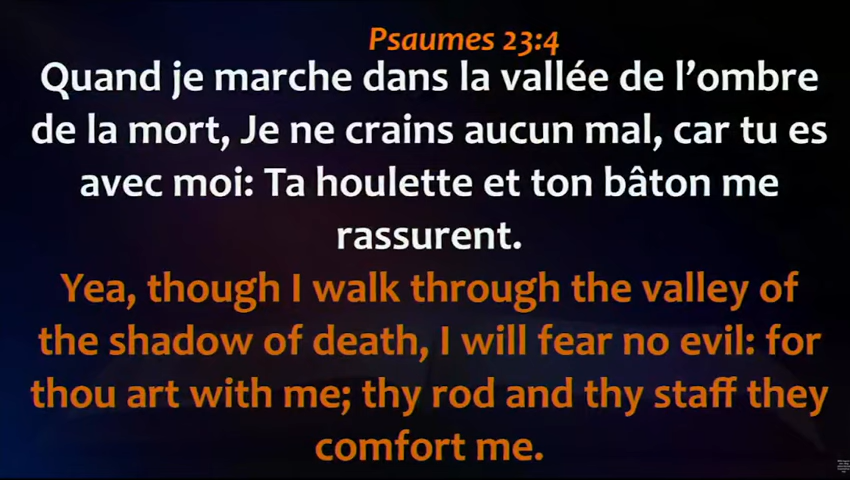 Psaumes 23:4
Quand je marche dans la vallée de l’ombre
de la mort, Je ne crains aucun mal, car tu es
avec moi: Ta houlette et ton bâton me
rassurent.
Yea, though I walk through the valley of
the shadow of death, I will fear no evil: for
thou art with me; thy rod and thy staff they
comfort me.